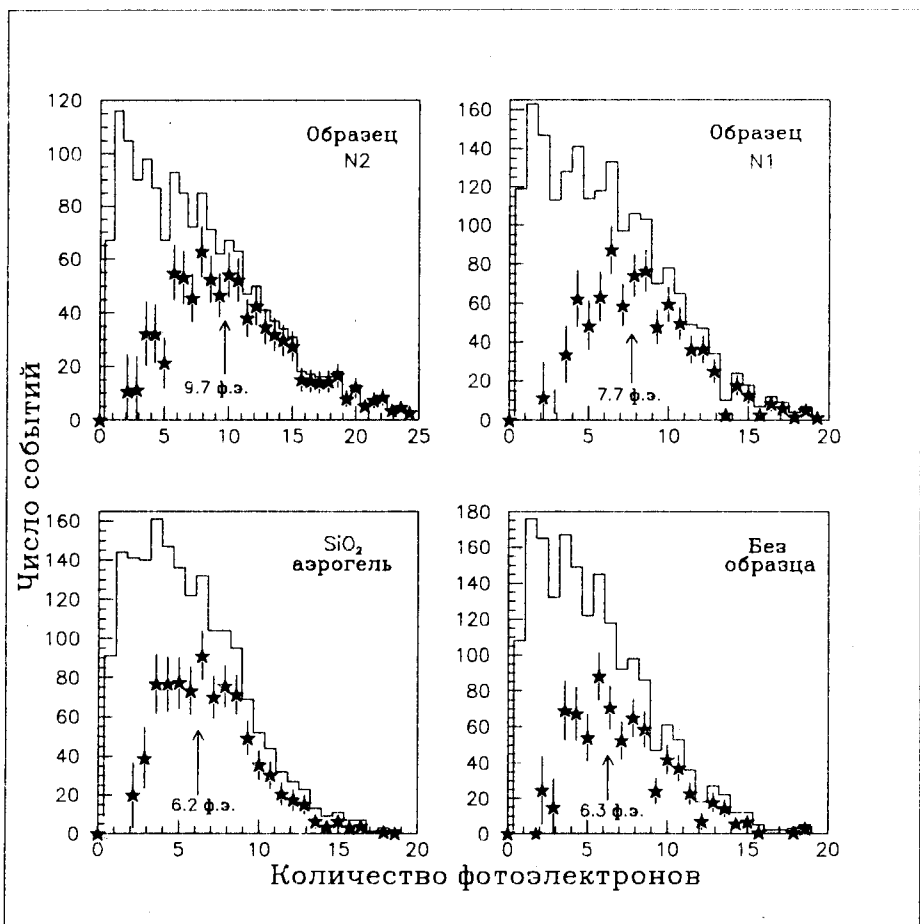 Число событий
120
100
80
60
40
20
0
0 5 10 15 20 25
Образец
N2
9.7 ф.э.
160
140
120
100
80
60
40
20
0
0 5 10 15 20
Образец
N1
7.7 ф.э.
160
140
120
100
80
60
40
20
0
0 5 10 15 20
SiO₂
аэрогель
6.2 ф.э.
180
160
140
120
100
80
60
40
20
0
0 5 10 15 20
Без
образца
6.3 ф.э.
Количество фотоэлектронов